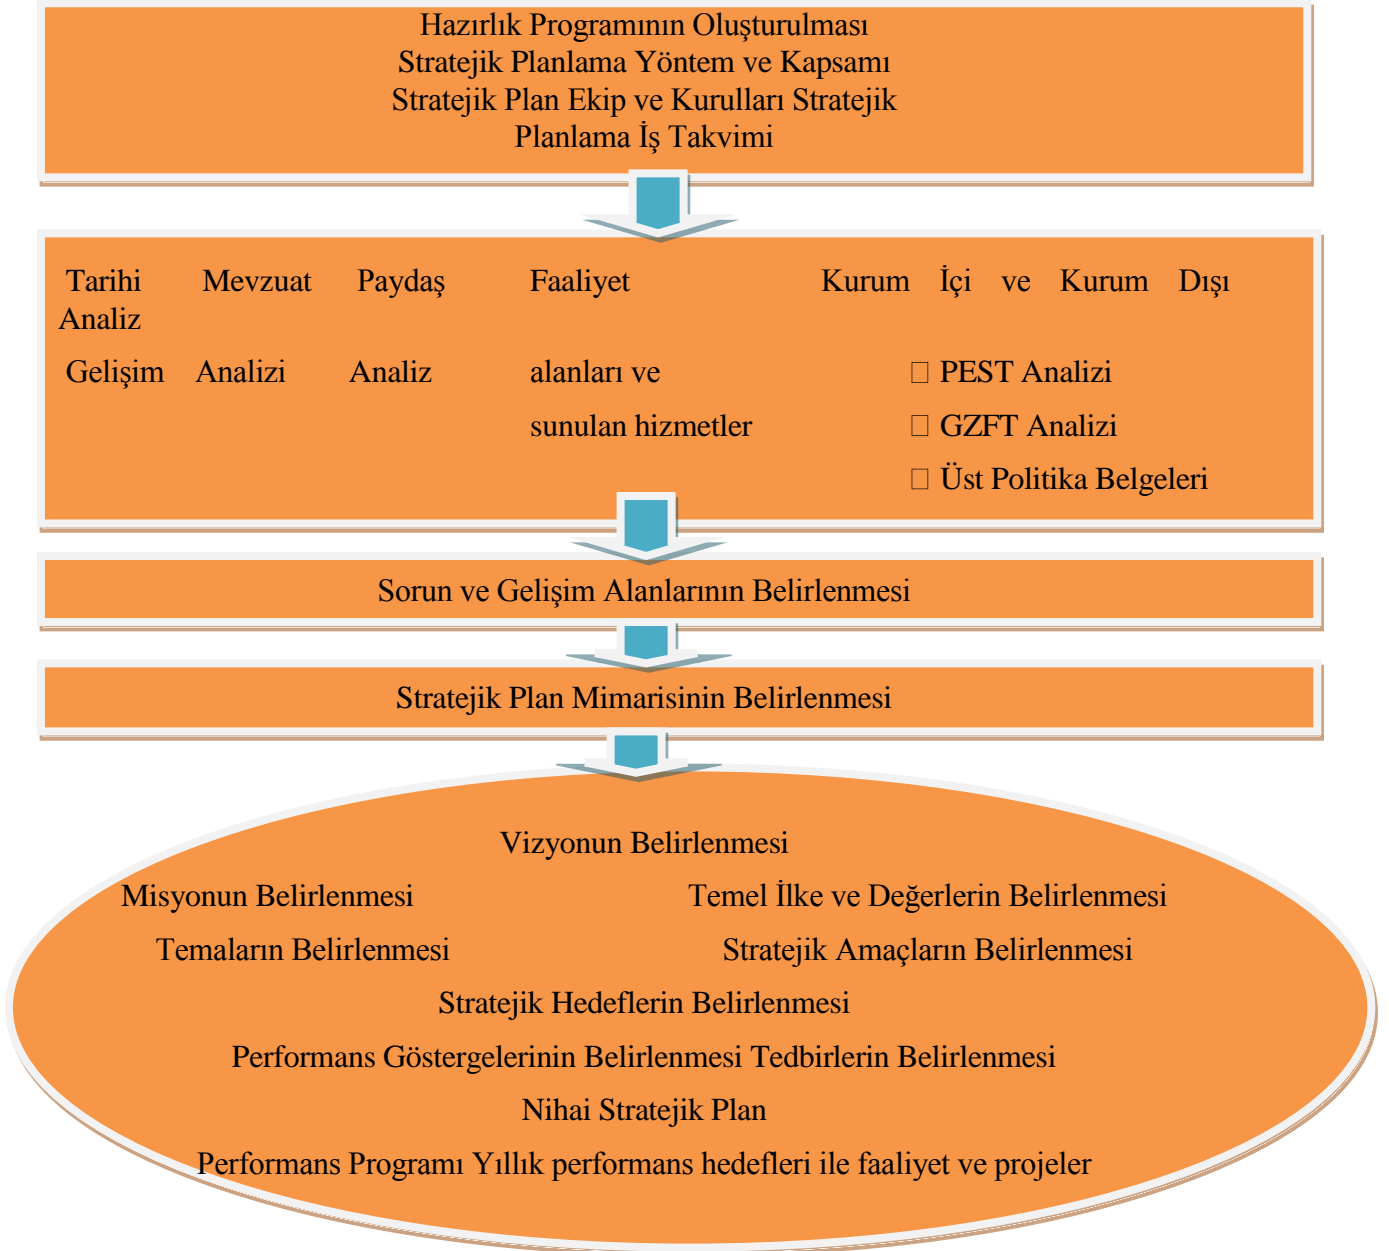 Hazırlık Programının Oluşturulması
Stratejik Planlama Yöntem ve Kapsamı
Stratejik Plan Ekip ve Kurulları Stratejik
Planlama İş Takvimi
Tarihi Mevzuat Paydaş Faaliyet Kurum İçi ve Kurum Dışı
Analiz
Gelişim Analizi Analiz alanları ve □ PEST Analizi
sunulan hizmetler □ GZFT Analizi
□ Üst Politika Belgeleri
Sorun ve Gelişim Alanlarının Belirlenmesi
Stratejik Plan Mimarisinin Belirlenmesi
Vizyonun Belirlenmesi
Misyonun Belirlenmesi Temel İlke ve Değerlerin Belirlenmesi
Temaların Belirlenmesi Stratejik Amaçların Belirlenmesi
Stratejik Hedeflerin Belirlenmesi
Performans Göstergelerinin Belirlenmesi Tedbirlerin Belirlenmesi
Nihai Stratejik Plan
Performans Programı Yıllık performans hedefleri ile faaliyet ve projeler